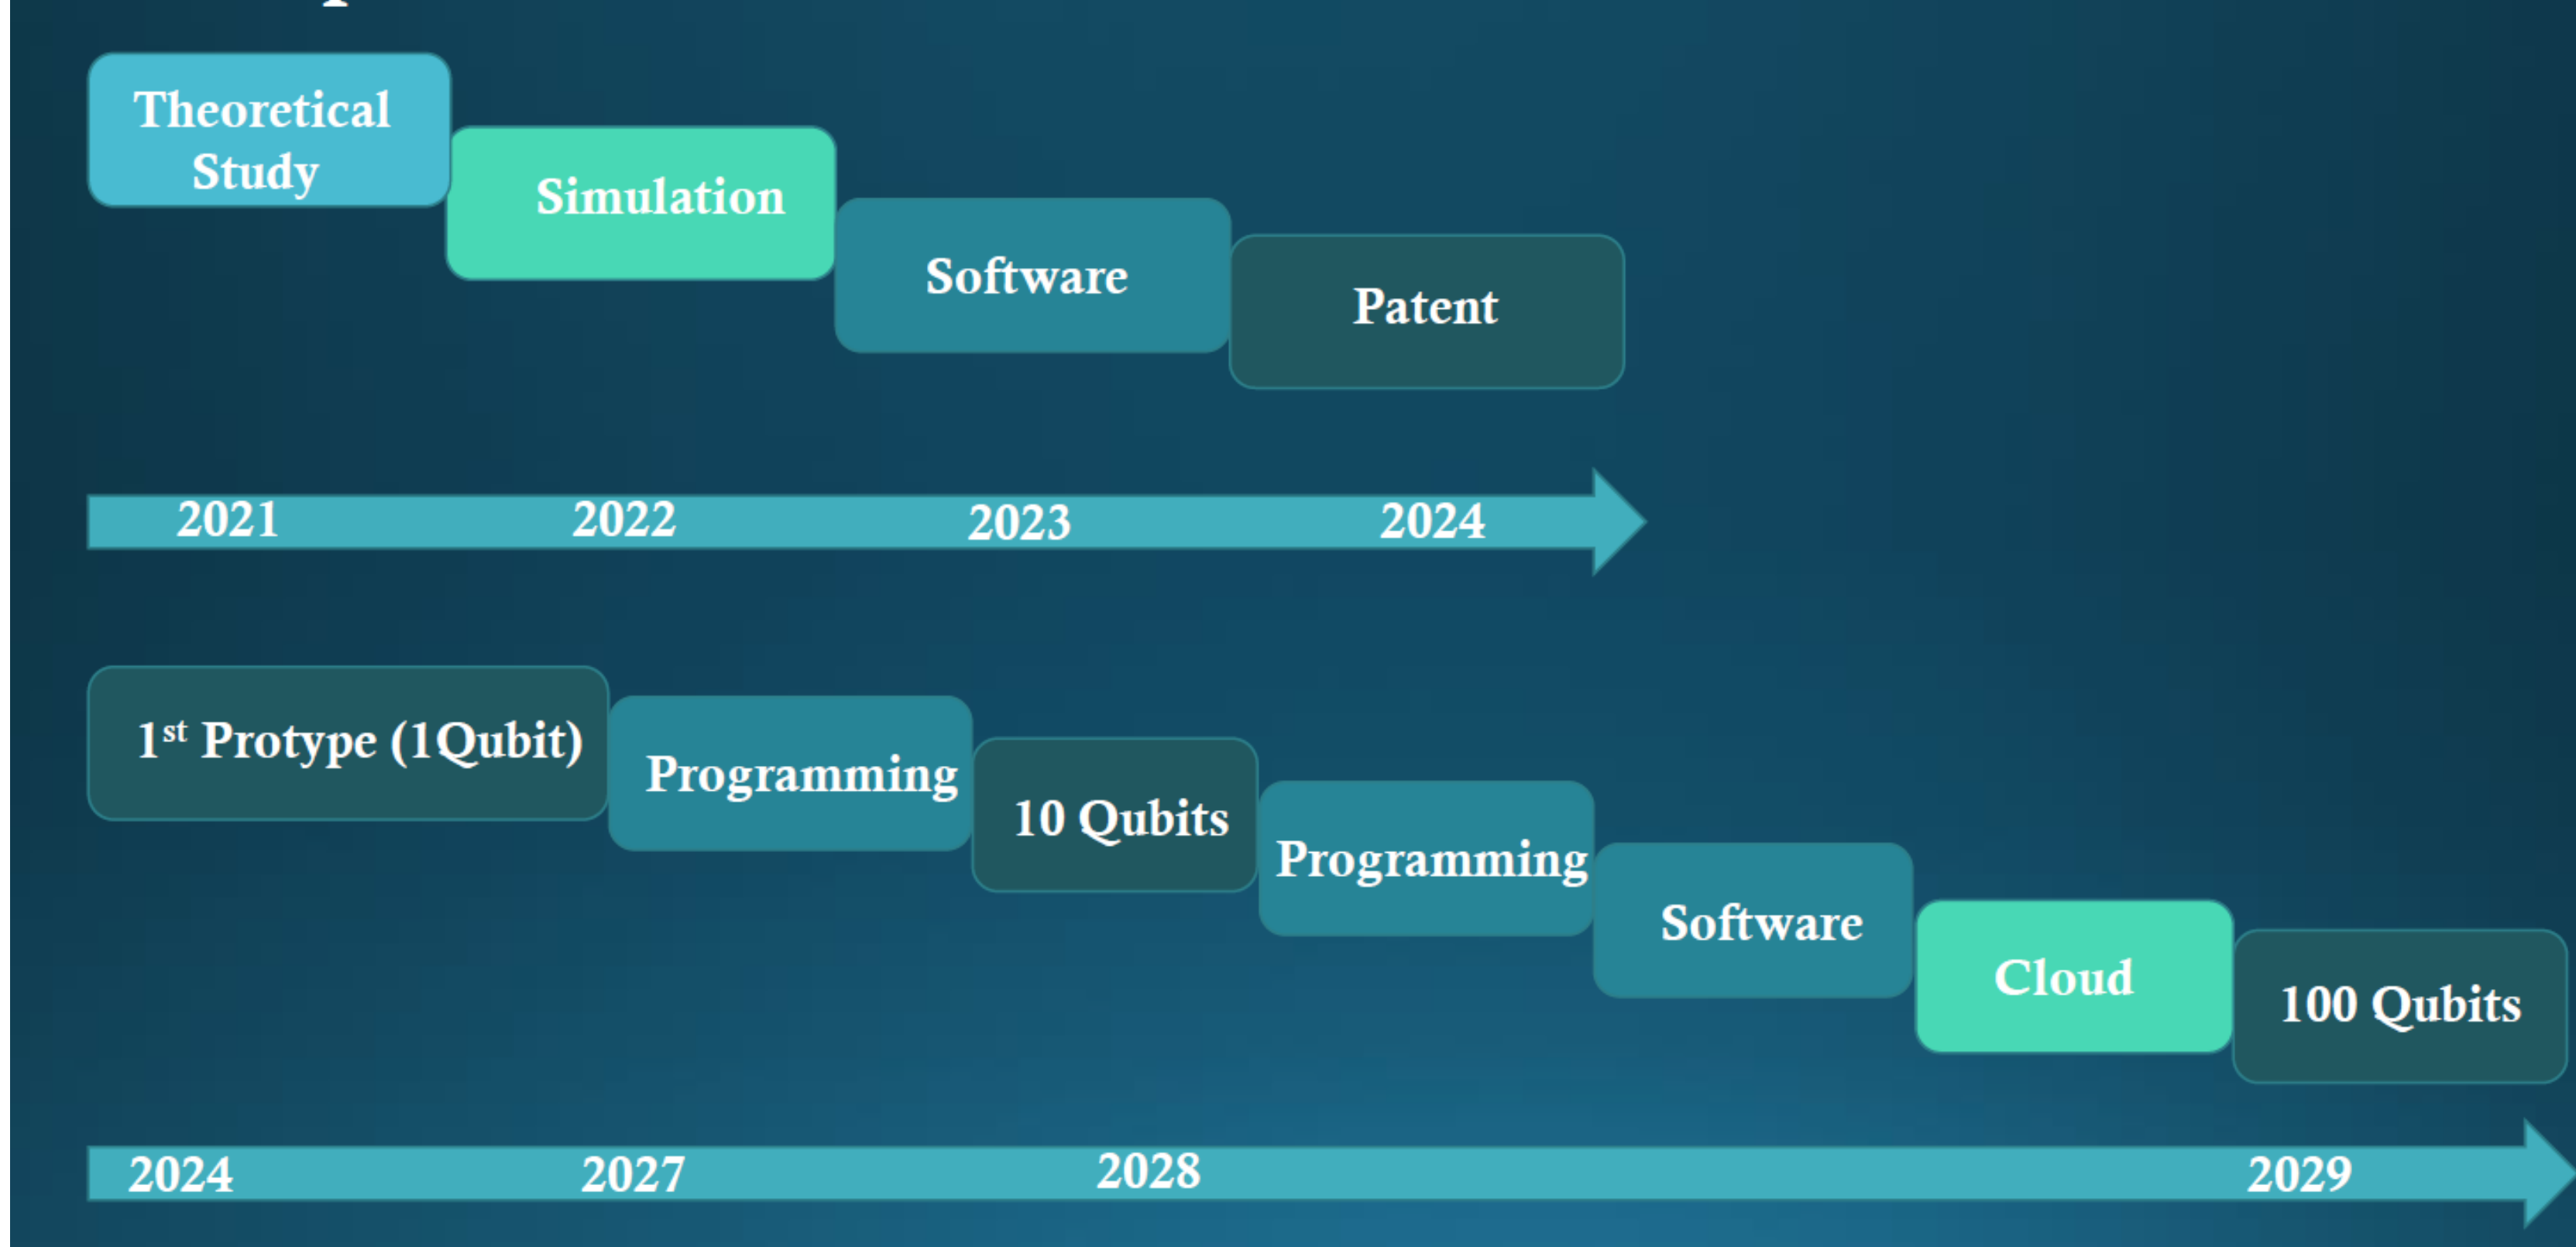 Theoretical
Study
Simulation
Software
Patent
2021 2022 2023 2024
1st Protype (1Qubit)
Programming
10 Qubits
Programming
Software
Cloud
100 Qubits
2024 2027 2028 2029